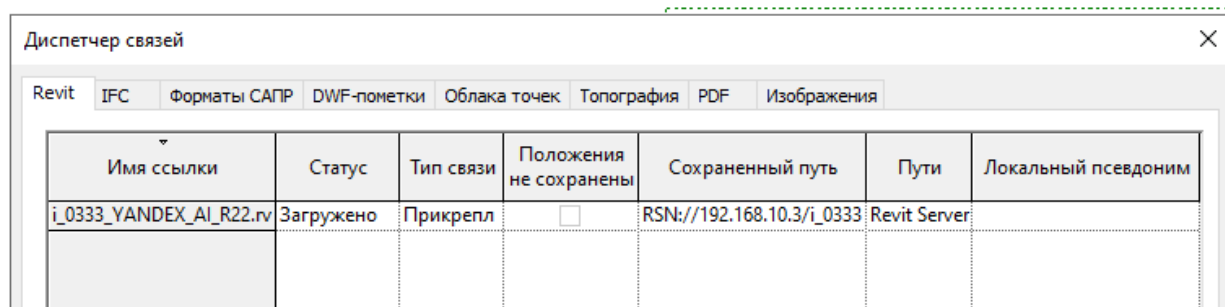 Диспетчер связей
Revit IFC Форматы САПР DWF-пометки Облака точек Топография PDF Изображения
Имя ссылки Статус Тип связи Положения не сохранены Сохраненный путь Пути Локальный псевдоним
i_0333_YANDEX_AI_R22.rv Загружено Прикрепл RSN://192.168.10.3/i_0333 Revit Server